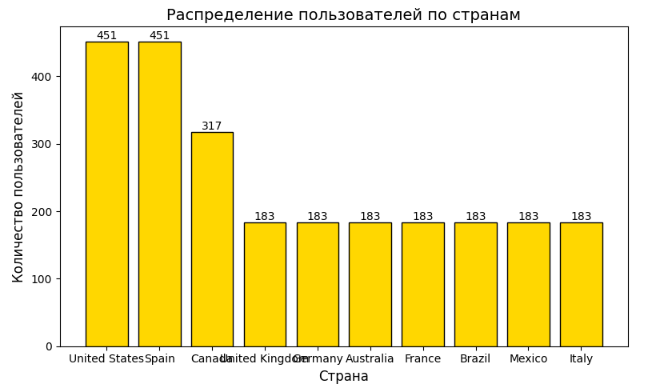 Распределение пользователей по странам
Количество пользователей
400
300
200
100
0
451
451
317
183
183
183
183
183
183
183
United States
Spain
Canada
United Kingdom
Germany
Australia
France
Brazil
Mexico
Italy
Страна